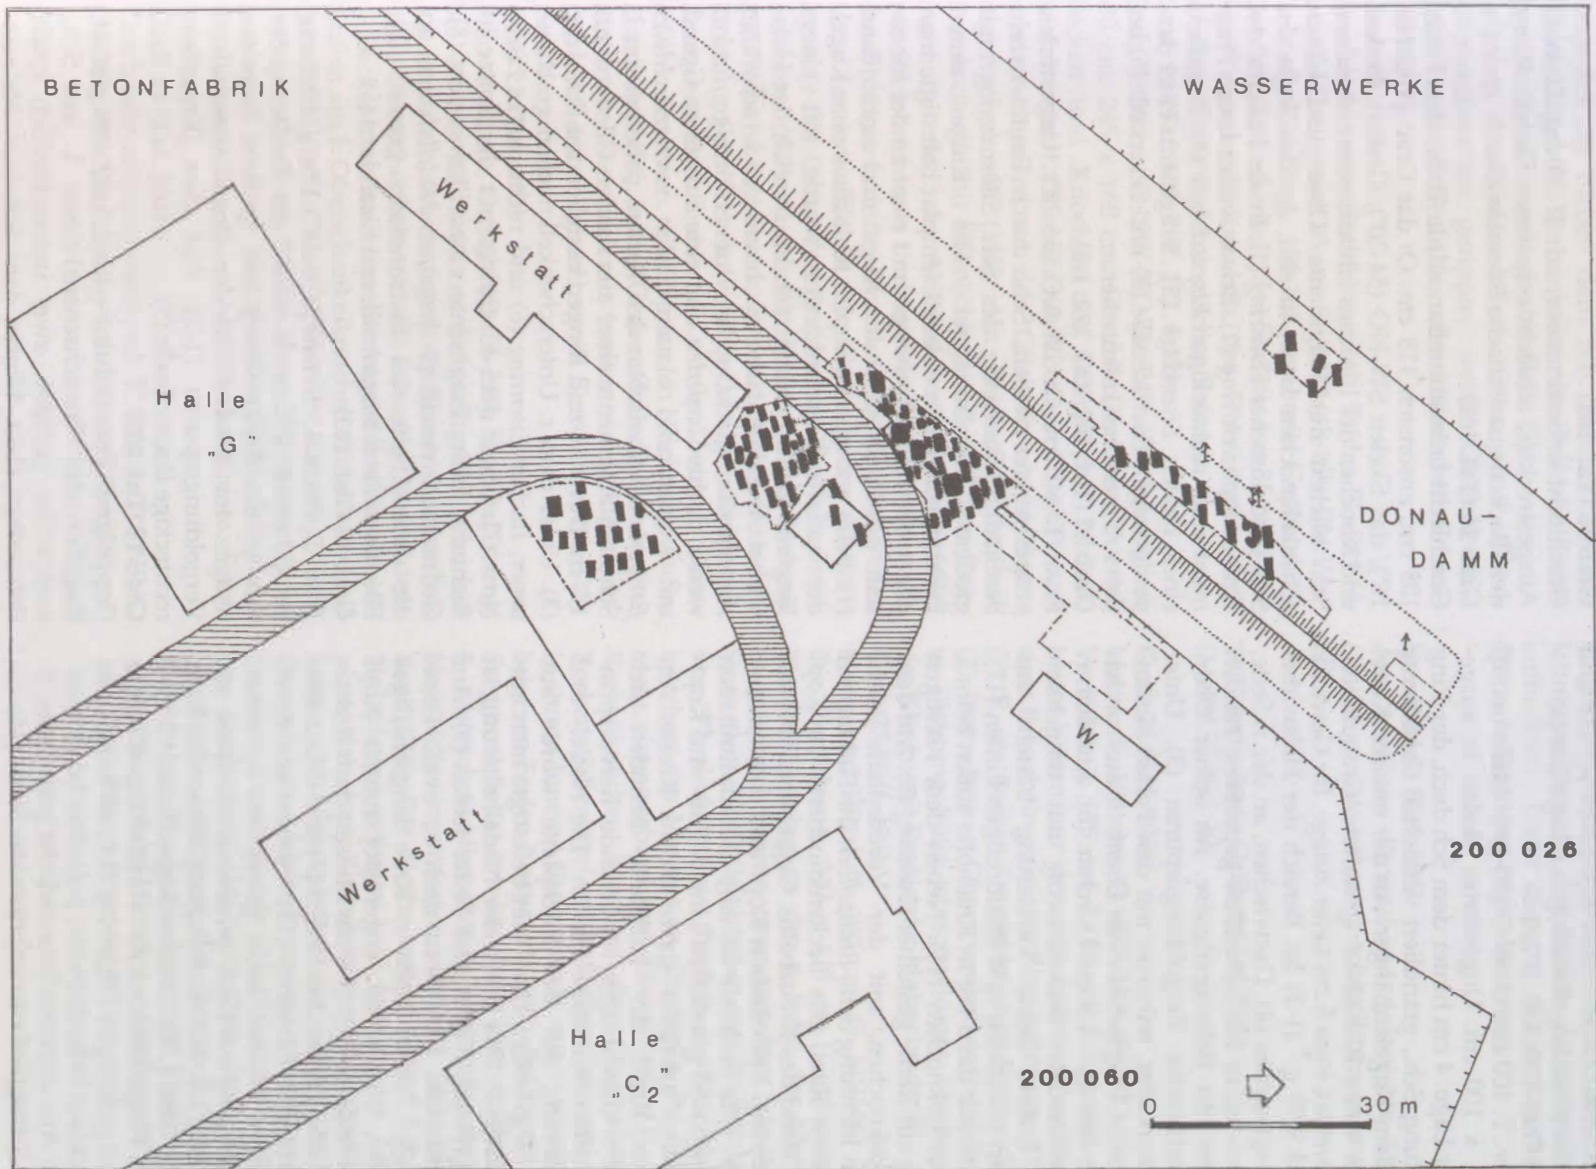 BETONFABRIK
WASSERWERKE
Werkstatt
Halle
„G"
DONAU-
DAMM
W.
Werkstatt
200 026
Halle
„C2"
200 060
0 30 m